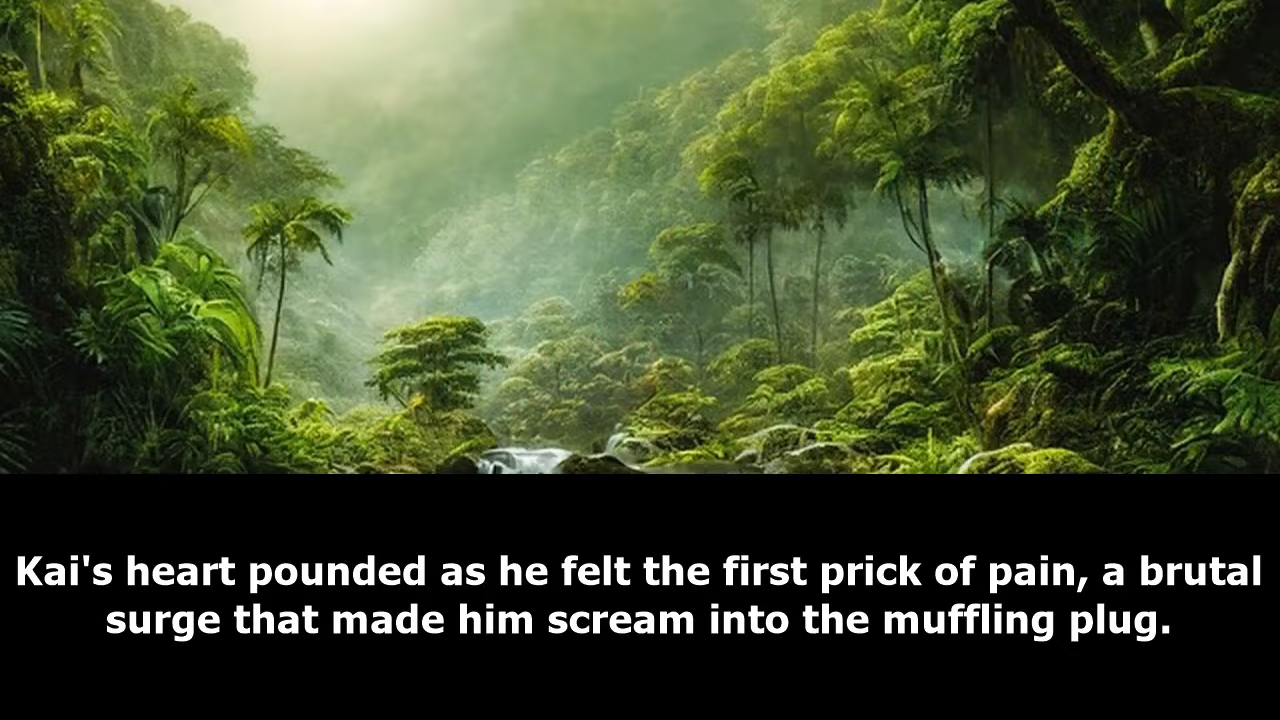 Kai's heart pounded as he felt the first prick of pain, a brutal
surge that made him scream into the muffling plug.